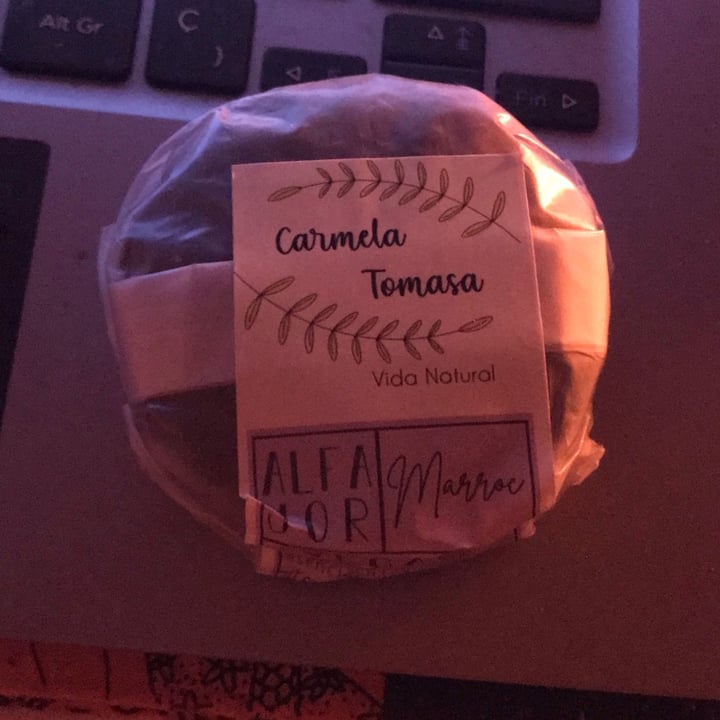 Alt Gr
Ç
}
Fin
Carmela
Tomasa
Vida Natural
ALFA
JOR
Marroc